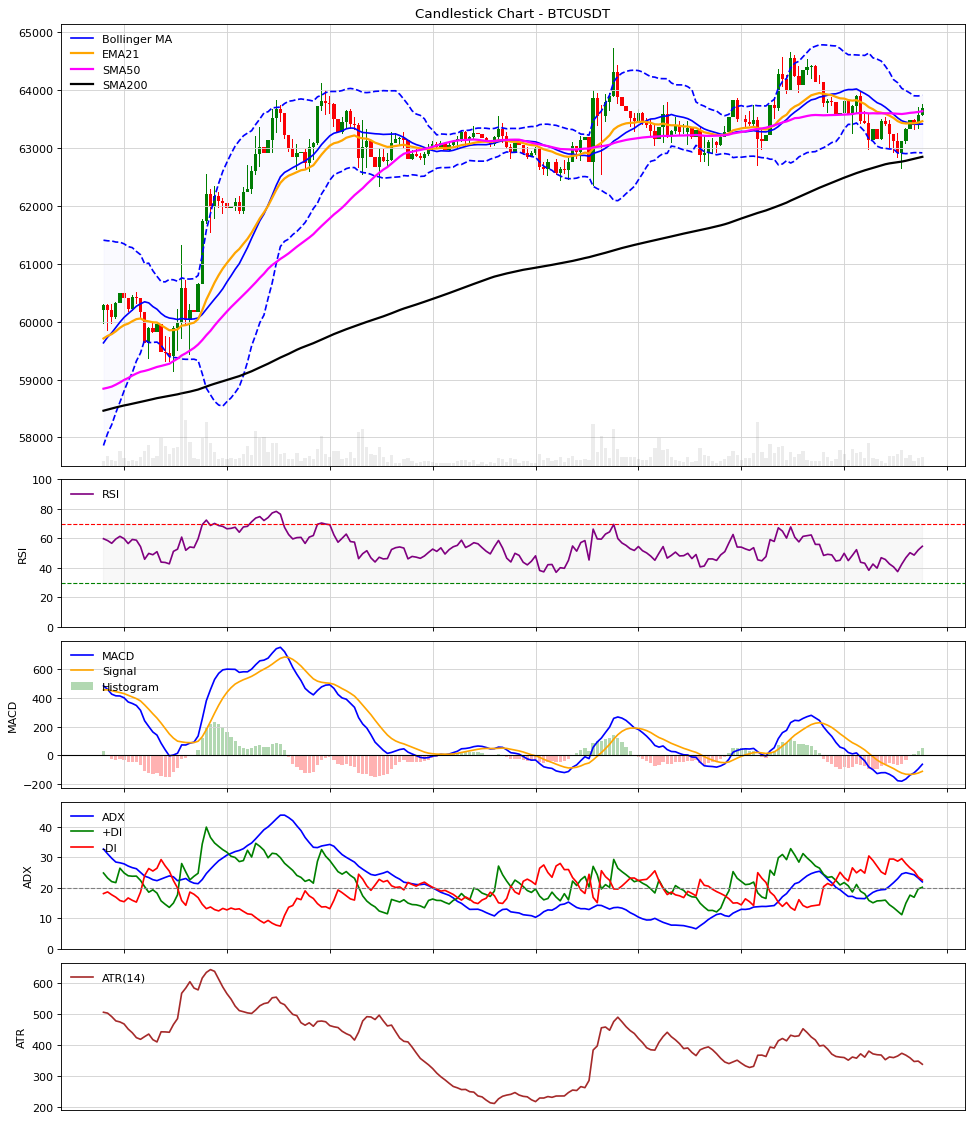 Candlestick Chart - BTCUSDT
65000
64000
63000
62000
61000
60000
59000
58000
Bollinger MA
EMA21
SMA50
SMA200
100
80
60
40
20
0
RSI
RSI
600
400
200
0
−200
MACD
MACD
Signal
Histogram
40
30
20
10
0
ADX
ADX
+DI
-DI
600
500
400
300
200
ATR
ATR(14)